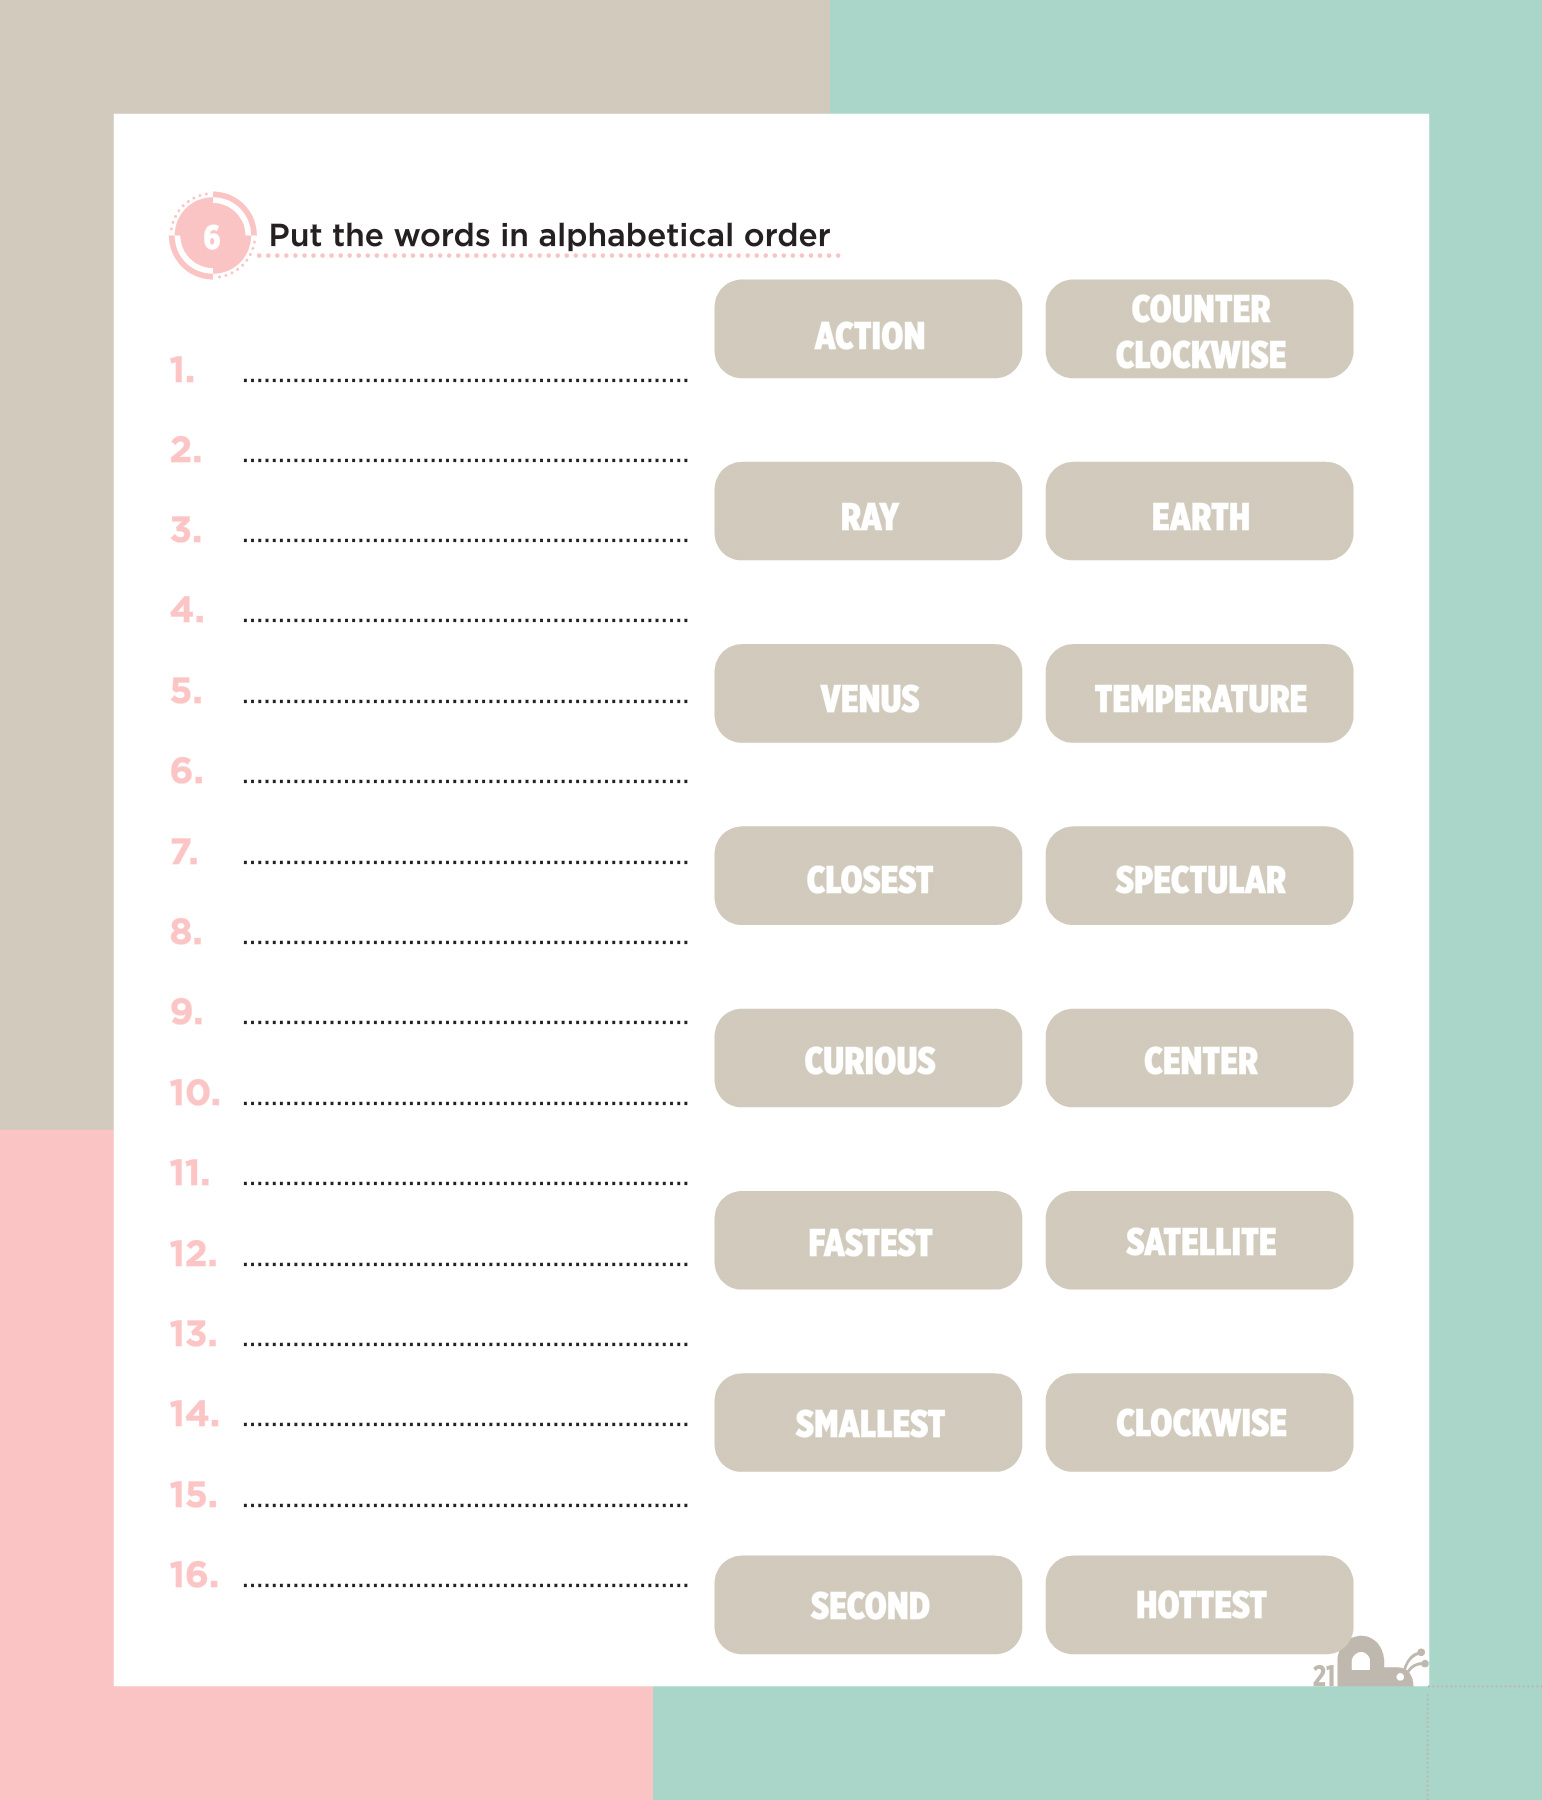 6 Put the words in alphabetical order
1. ..............................................................
2. ..............................................................
3. ..............................................................
4. ..............................................................
5. ..............................................................
6. ..............................................................
7. ..............................................................
8. ..............................................................
9. ..............................................................
10. ..............................................................
11. ..............................................................
12. ..............................................................
13. ..............................................................
14. ..............................................................
15. ..............................................................
16. ..............................................................
ACTION
COUNTER
CLOCKWISE
RAY
EARTH
VENUS
TEMPERATURE
CLOSEST
SPECTULAR
CURIOUS
CENTER
FASTEST
SATELLITE
SMALLEST
CLOCKWISE
SECOND
HOTTEST
21